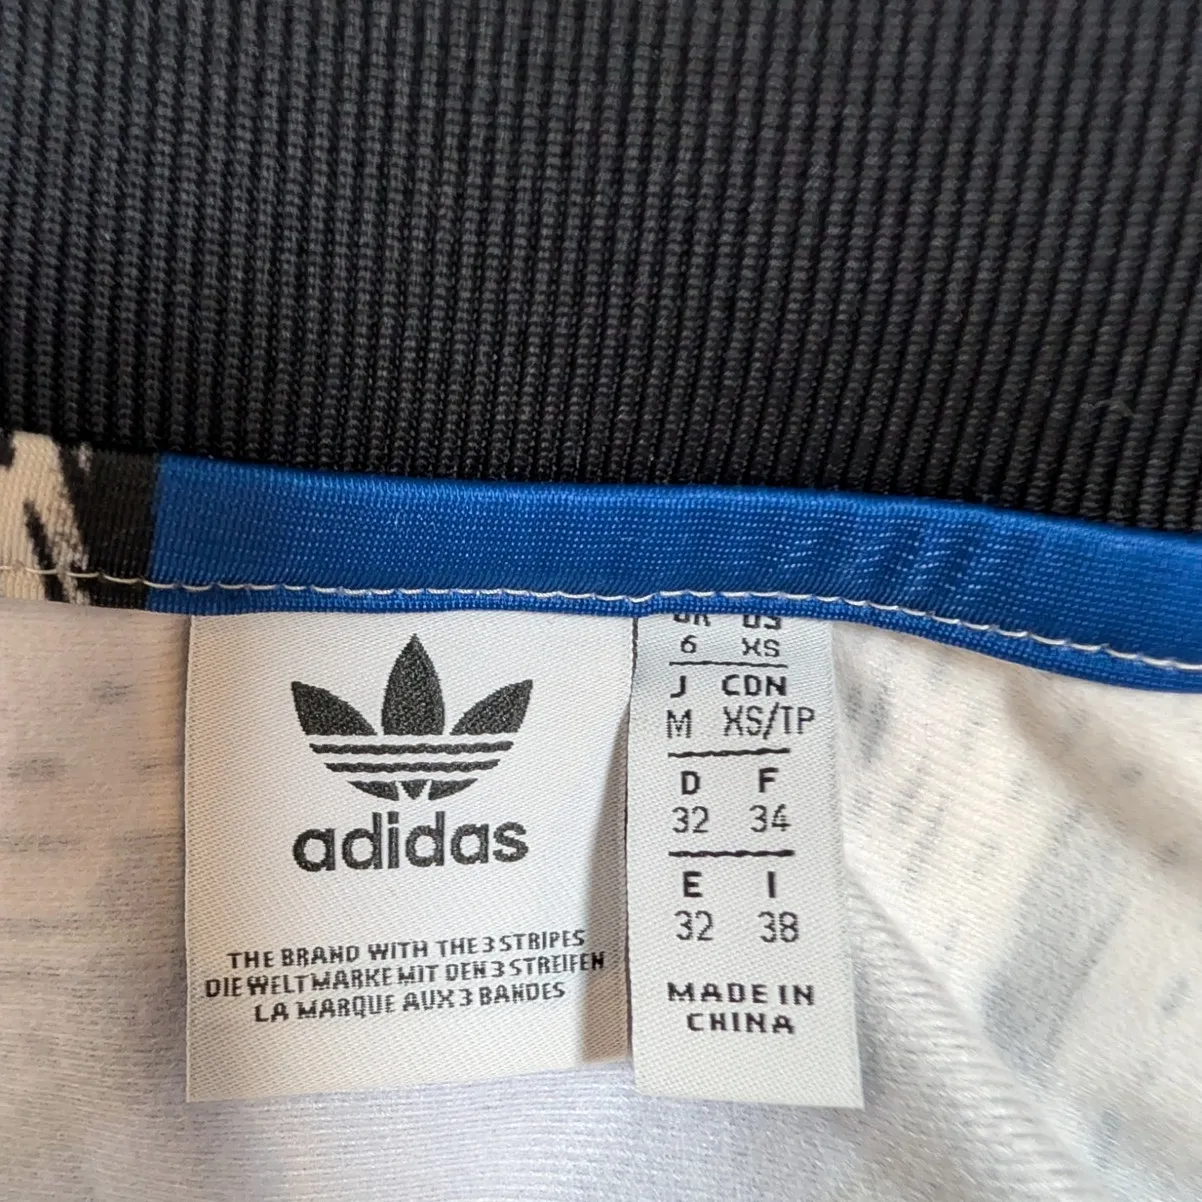 adidas
THE BRAND WITH THE 3 STRIPES
DIE WELTMARKE MIT DEN 3 STREIFEN
LA MARQUE AUX 3 BANDES
US
6 XS
J CDN
M XS/TP
D F
32 34
E I
32 38
MADE IN
CHINA